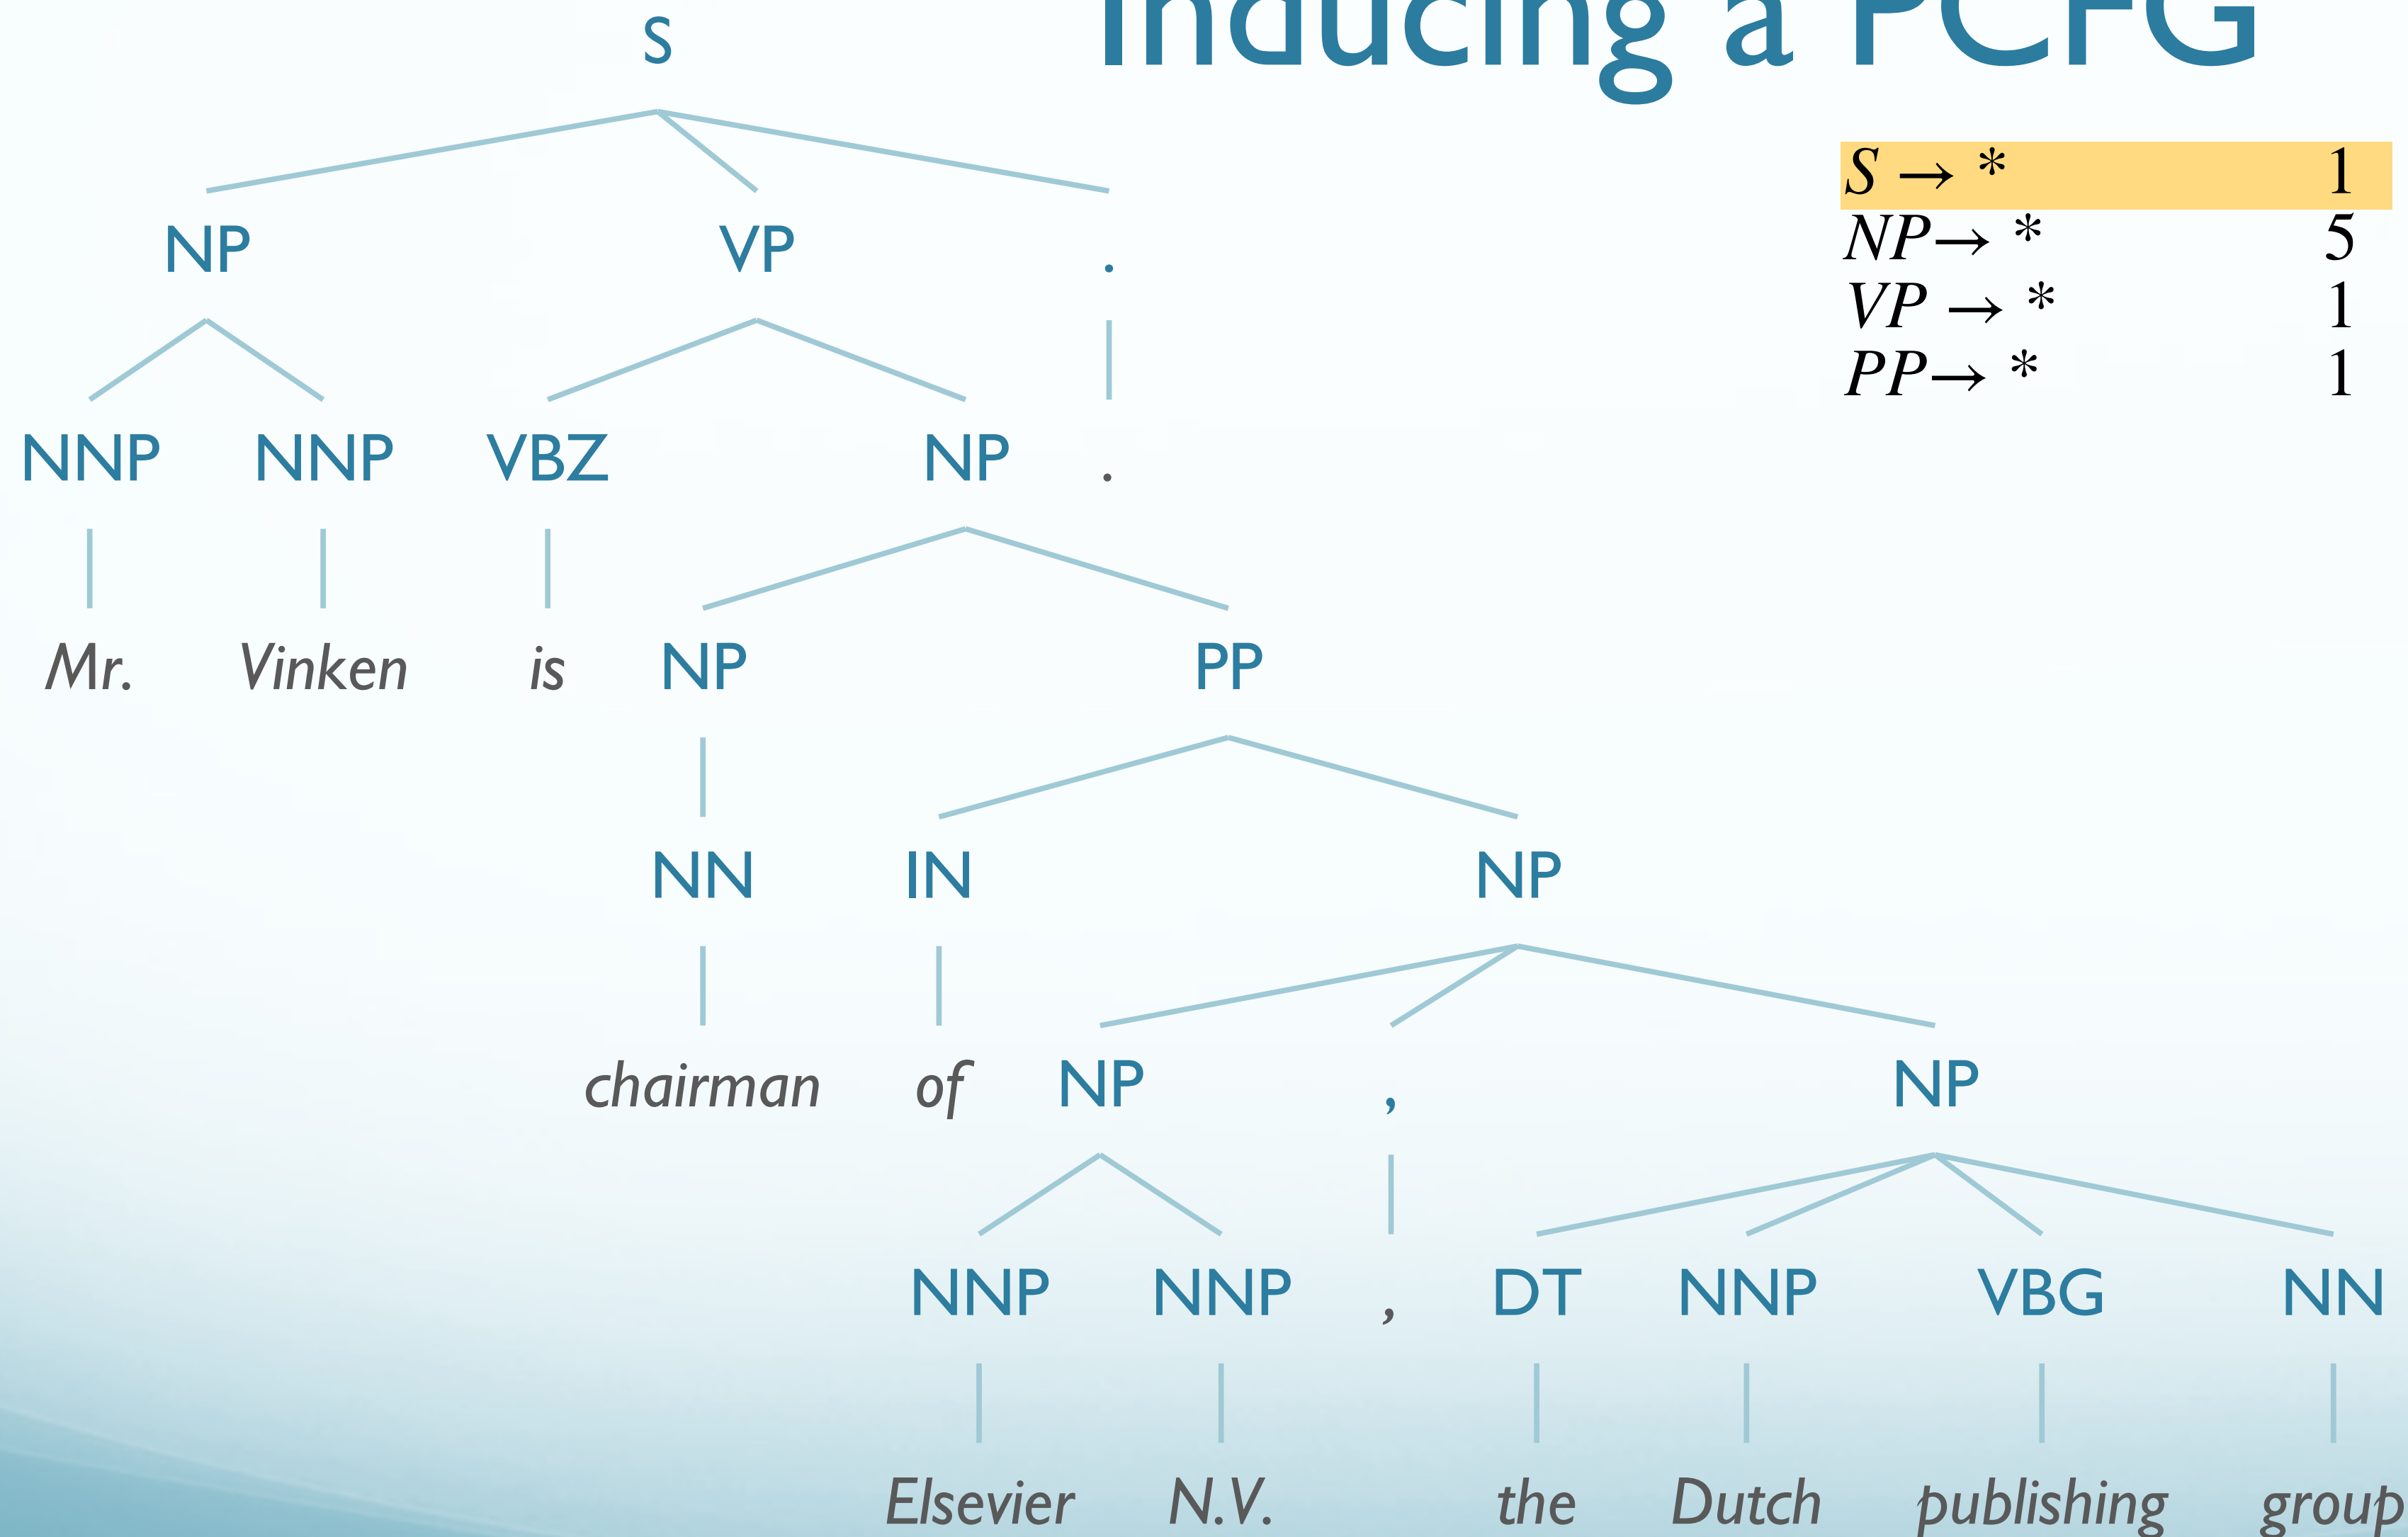 Inducing a PCFG
S
S → * 1
NP → * 5
VP → * 1
PP → * 1
NP VP .
NNP NNP VBZ NP .
Mr. Vinken is NP PP
NN IN NP
chairman of NP , NP
NNP NNP , DT NNP VBG NN
Elsevier N.V. the Dutch publishing group